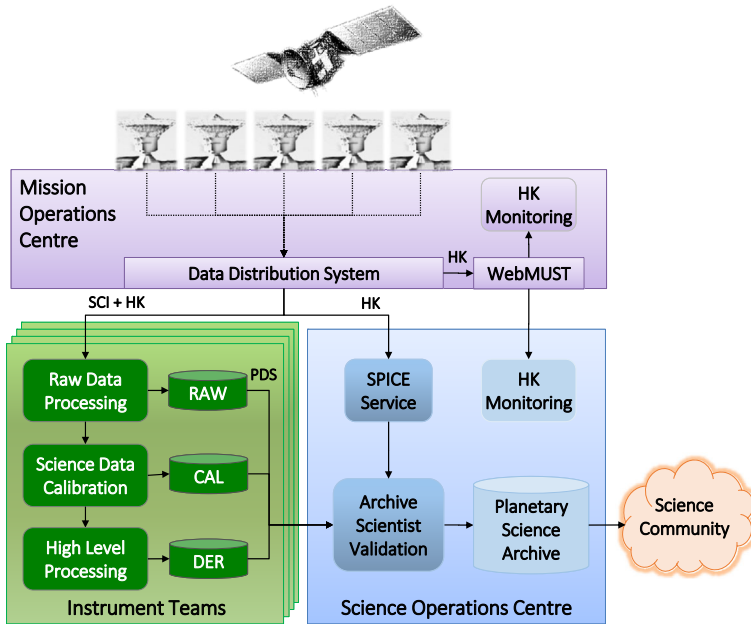 Mission
Operations
Centre
HK
Monitoring
Data Distribution System
HK
WebMUST
SCI + HK
HK
Raw Data
Processing
RAW
PDS
SPICE
Service
HK
Monitoring
Science Data
Calibration
CAL
Archive
Scientist
Validation
Planetary
Science
Archive
Science
Community
High Level
Processing
DER
Instrument Teams
Science Operations Centre